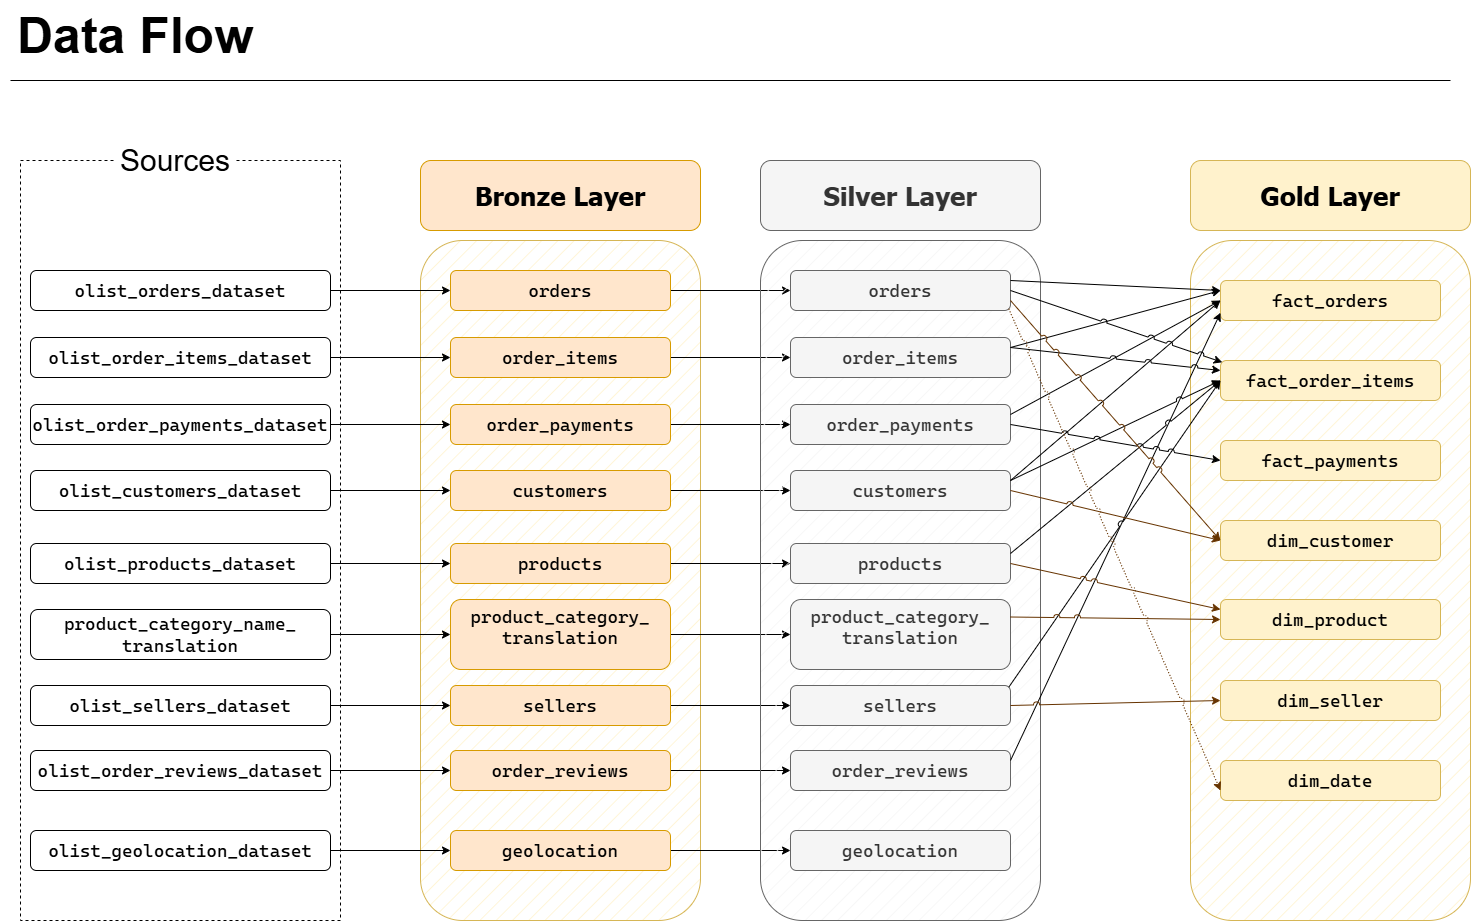 Data Flow
Sources
Bronze Layer
Silver Layer
Gold Layer
olist_orders_dataset
olist_order_items_dataset
olist_order_payments_dataset
olist_customers_dataset
olist_products_dataset
product_category_name_
translation
olist_sellers_dataset
olist_order_reviews_dataset
olist_geolocation_dataset
orders
order_items
order_payments
customers
products
product_category_
translation
sellers
order_reviews
geolocation
orders
order_items
order_payments
customers
products
product_category_
translation
sellers
order_reviews
geolocation
fact_orders
fact_order_items
fact_payments
dim_customer
dim_product
dim_seller
dim_date